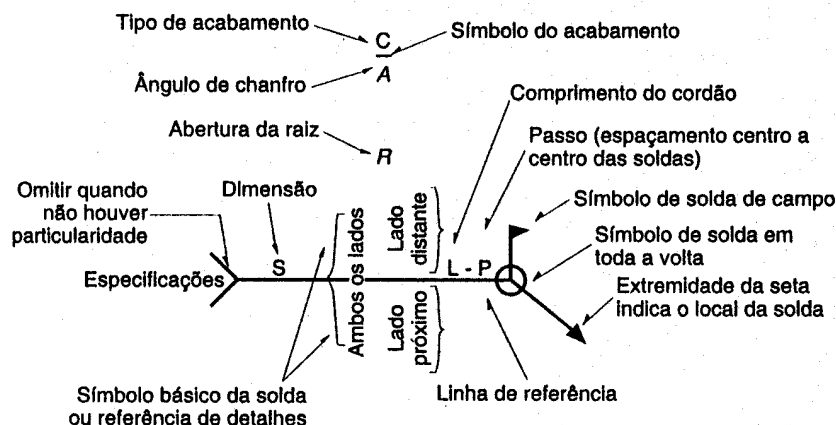 Tipo de acabamento
C
Símbolo do acabamento
Ângulo de chanfro
A
Comprimento do cordão
Abertura da raiz
R
Passo (espaçamento centro a
centro das soldas)
Omitir quando
não houver
particularidade
Dimensão
Símbolo de solda de campo
Ambos os lados
Lado
distante
Símbolo de solda em
toda a volta
Especificações
S
L - P
Extremidade da seta
indica o local da solda
Lado
próximo
Símbolo básico da solda
ou referência de detalhes
Linha de referência